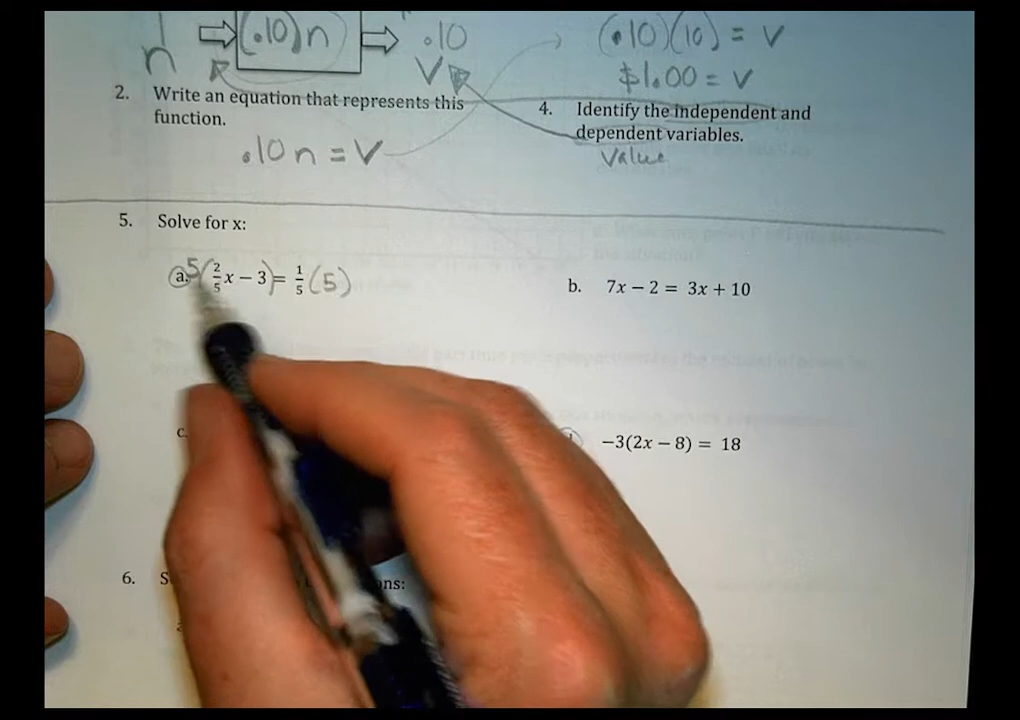 n (.10)n .10
V
(.10)(10) = V
$1.00 = V
2. Write an equation that represents this
function.
.10n = V
4. Identify the independent and
dependent variables.
Value
5. Solve for x:
a. 5(2/5 x − 3) = 1/5 (5)
b. 7x − 2 = 3x + 10
c.
−3(2x − 8) = 18
6. S
ns: